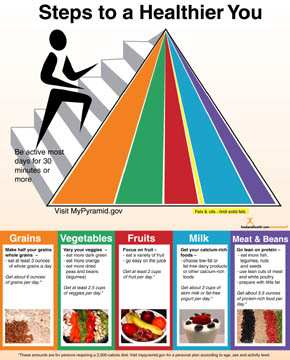 Steps to a Healthier You
Be active most
days for 30
minutes or
more
Visit MyPyramid.gov
Fats & oils - limit solid fats
Grains
Make half your grains
whole grains –
- eat at least 3 ounces
of whole grains a day
Get about 6 ounces
of grains per day.*
Vegetables
Vary your veggies –
- eat more dark green
- eat more orange
- eat more dried
peas and beans
(legumes)
Get at least 2.5
cups of veggies per day.*
Fruits
Focus on fruit –
- eat a variety of fruit
- go easy on the juice
Get at least 2 cups
of fruit per day.*
Milk
Get your calcium-rich
foods –
- choose low-fat or
fat-free dairy products
or other calcium-rich
foods
Get about 3 cups of
skim milk or fat-free
yogurt per day.*
Meat & Beans
Go lean on protein –
- eat more fish,
legumes, nuts
and seeds
- use lean cuts of meat
and white poultry
- prepare with little fat
Get about 5.5 ounces
of protein-rich food per
day.*
*These amounts are for persons requiring a 2,000-calorie diet. Visit mypyramid.gov for a personal plan according to age, sex and activity level.